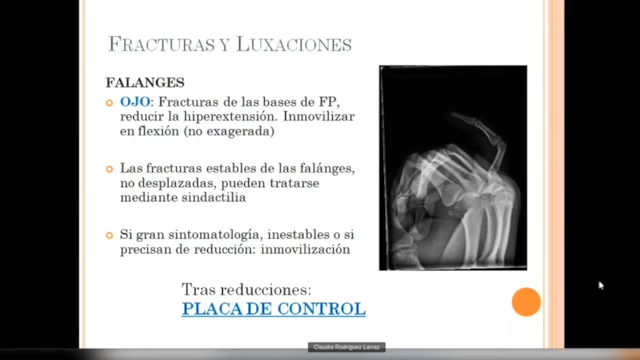 FRACTURAS Y LUXACIONES
FALANGES
OJO: Fracturas de las bases de FP,
reducir la hiperextensión. Inmovilizar
en flexión (no exagerada)
Las fracturas estables de las falánges,
no desplazadas, pueden tratarse
mediante sindactilia
Si gran sintomatología, inestables o si
precisan de reducción: inmovilización
Tras reducciones:
PLACA DE CONTROL
Claudia Rodríguez Larraz